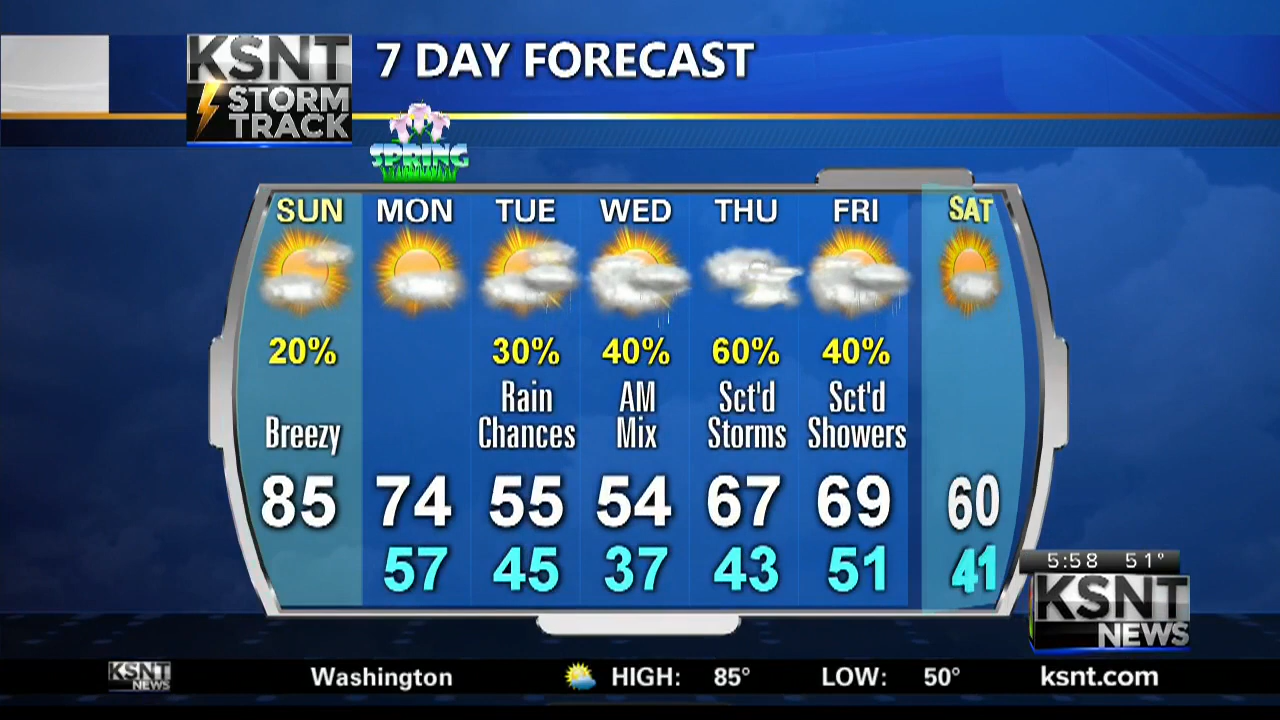 KSNT
STORM
TRACK
7 DAY FORECAST
SPRING
SUN MON TUE WED THU FRI SAT
20% 30% 40% 60% 40%
Breezy
Rain
Chances
AM
Mix
Sct'd
Storms
Sct'd
Showers
85 74 55 54 67 69 60
57 45 37 43 51 41
5:58 51°
KSNT
NEWS
KSNT
NEWS
Washington HIGH: 85° LOW: 50° ksnt.com